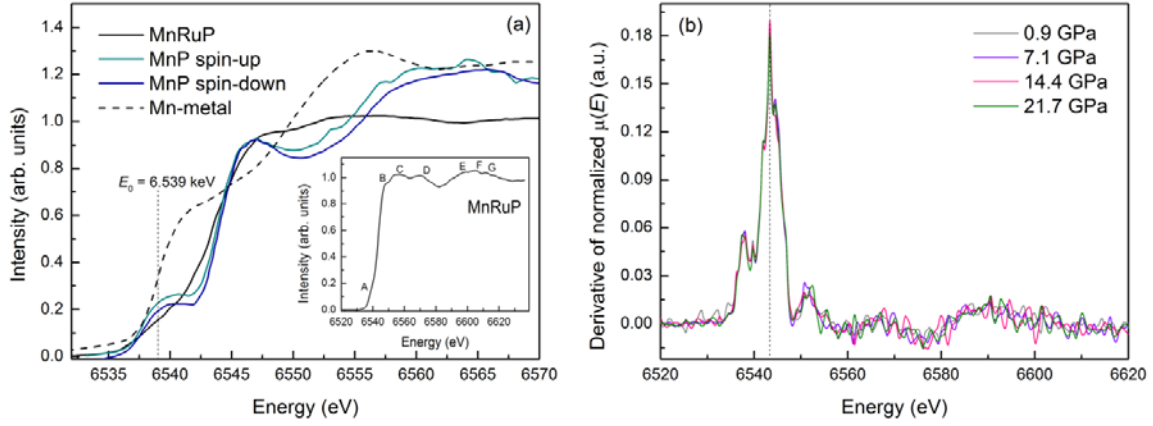 (a)
MnRuP
MnP spin-up
MnP spin-down
Mn-metal
E0 = 6.539 keV
Intensity (arb. units)
1.4
1.2
1.0
0.8
0.6
0.4
0.2
0.0
6535 6540 6545 6550 6555 6560 6565 6570
Energy (eV)
Intensity (arb. units)
1.0
0.8
0.6
0.4
0.2
0.0
A
B
C
D
E
F
G
MnRuP
6520 6540 6560 6580 6600 6620
Energy (eV)
(b)
0.9 GPa
7.1 GPa
14.4 GPa
21.7 GPa
Derivative of normalized μ(E) (a.u.)
0.18
0.15
0.12
0.09
0.06
0.03
0.00
6520 6540 6560 6580 6600 6620
Energy (eV)